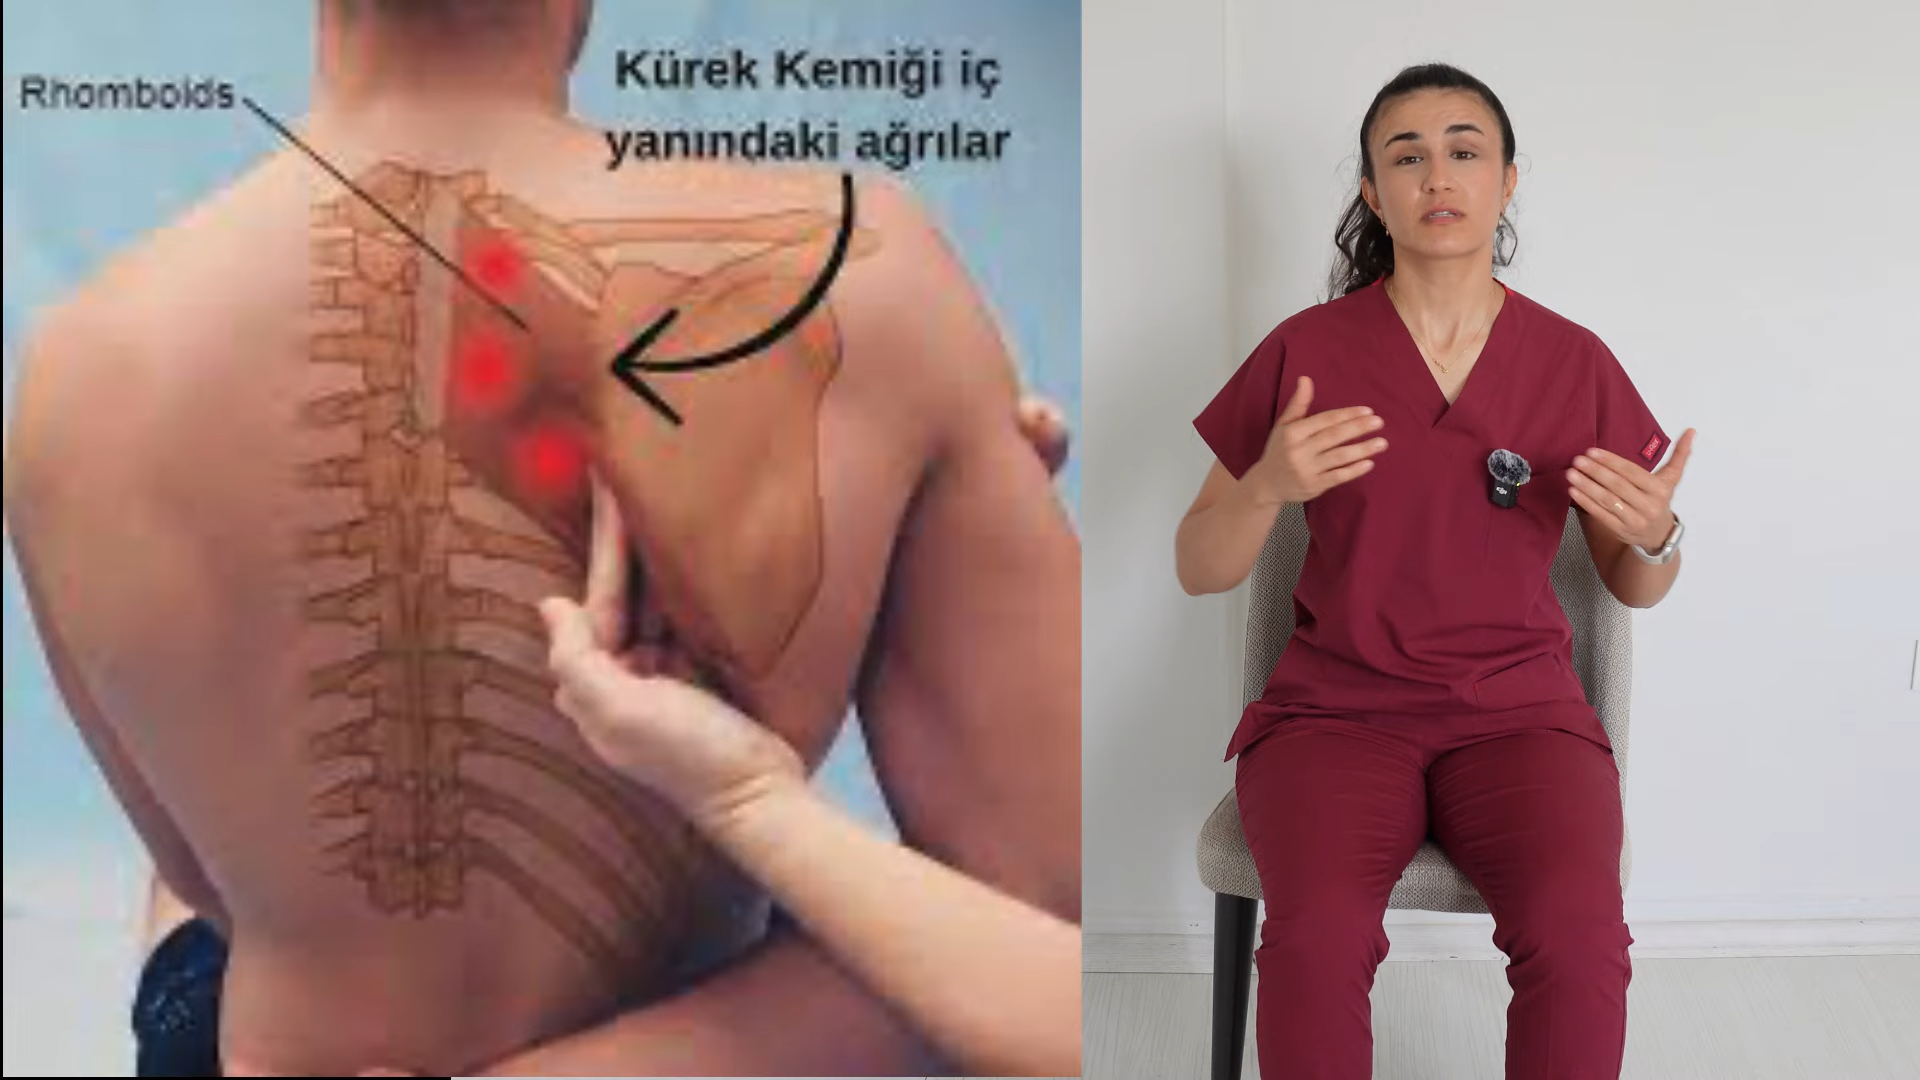 Rhomboids
Kürek Kemiği iç
yanındaki ağrılar